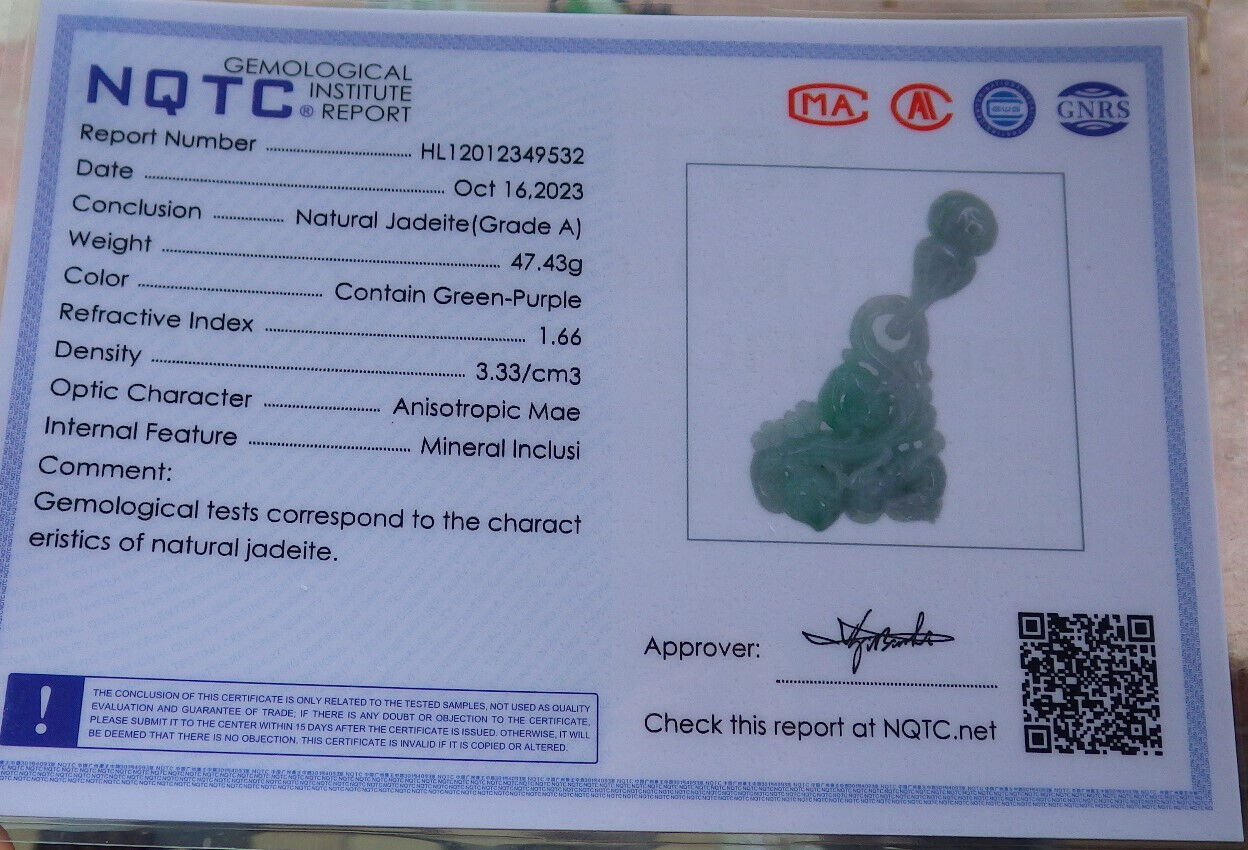 NQTC® GEMOLOGICAL INSTITUTE REPORT
Report Number ........ HL12012349532
Date ........ Oct 16,2023
Conclusion ........ Natural Jadeite(Grade A)
Weight ........ 47.43g
Color ........ Contain Green-Purple
Refractive Index ........ 1.66
Density ........ 3.33/cm3
Optic Character ........ Anisotropic Mae
Internal Feature ........ Mineral Inclusi
Comment:
Gemological tests correspond to the charact
eristics of natural jadeite.
MA
GNRS
Approver:
Check this report at NQTC.net
!
THE CONCLUSION OF THIS CERTIFICATE IS ONLY RELATED TO THE TESTED SAMPLES, NOT USED AS QUALITY
EVALUATION AND GUARANTEE OF TRADE; IF THERE IS ANY DOUBT OR OBJECTION TO THE CERTIFICATE,
PLEASE SUBMIT IT TO THE CENTER WITHIN 15 DAYS AFTER THE CERTIFICATE IS ISSUED. OTHERWISE, IT WILL
BE DEEMED THAT THERE IS NO OBJECTION. THIS CERTIFICATE IS INVALID IF IT IS COPIED OR ALTERED.